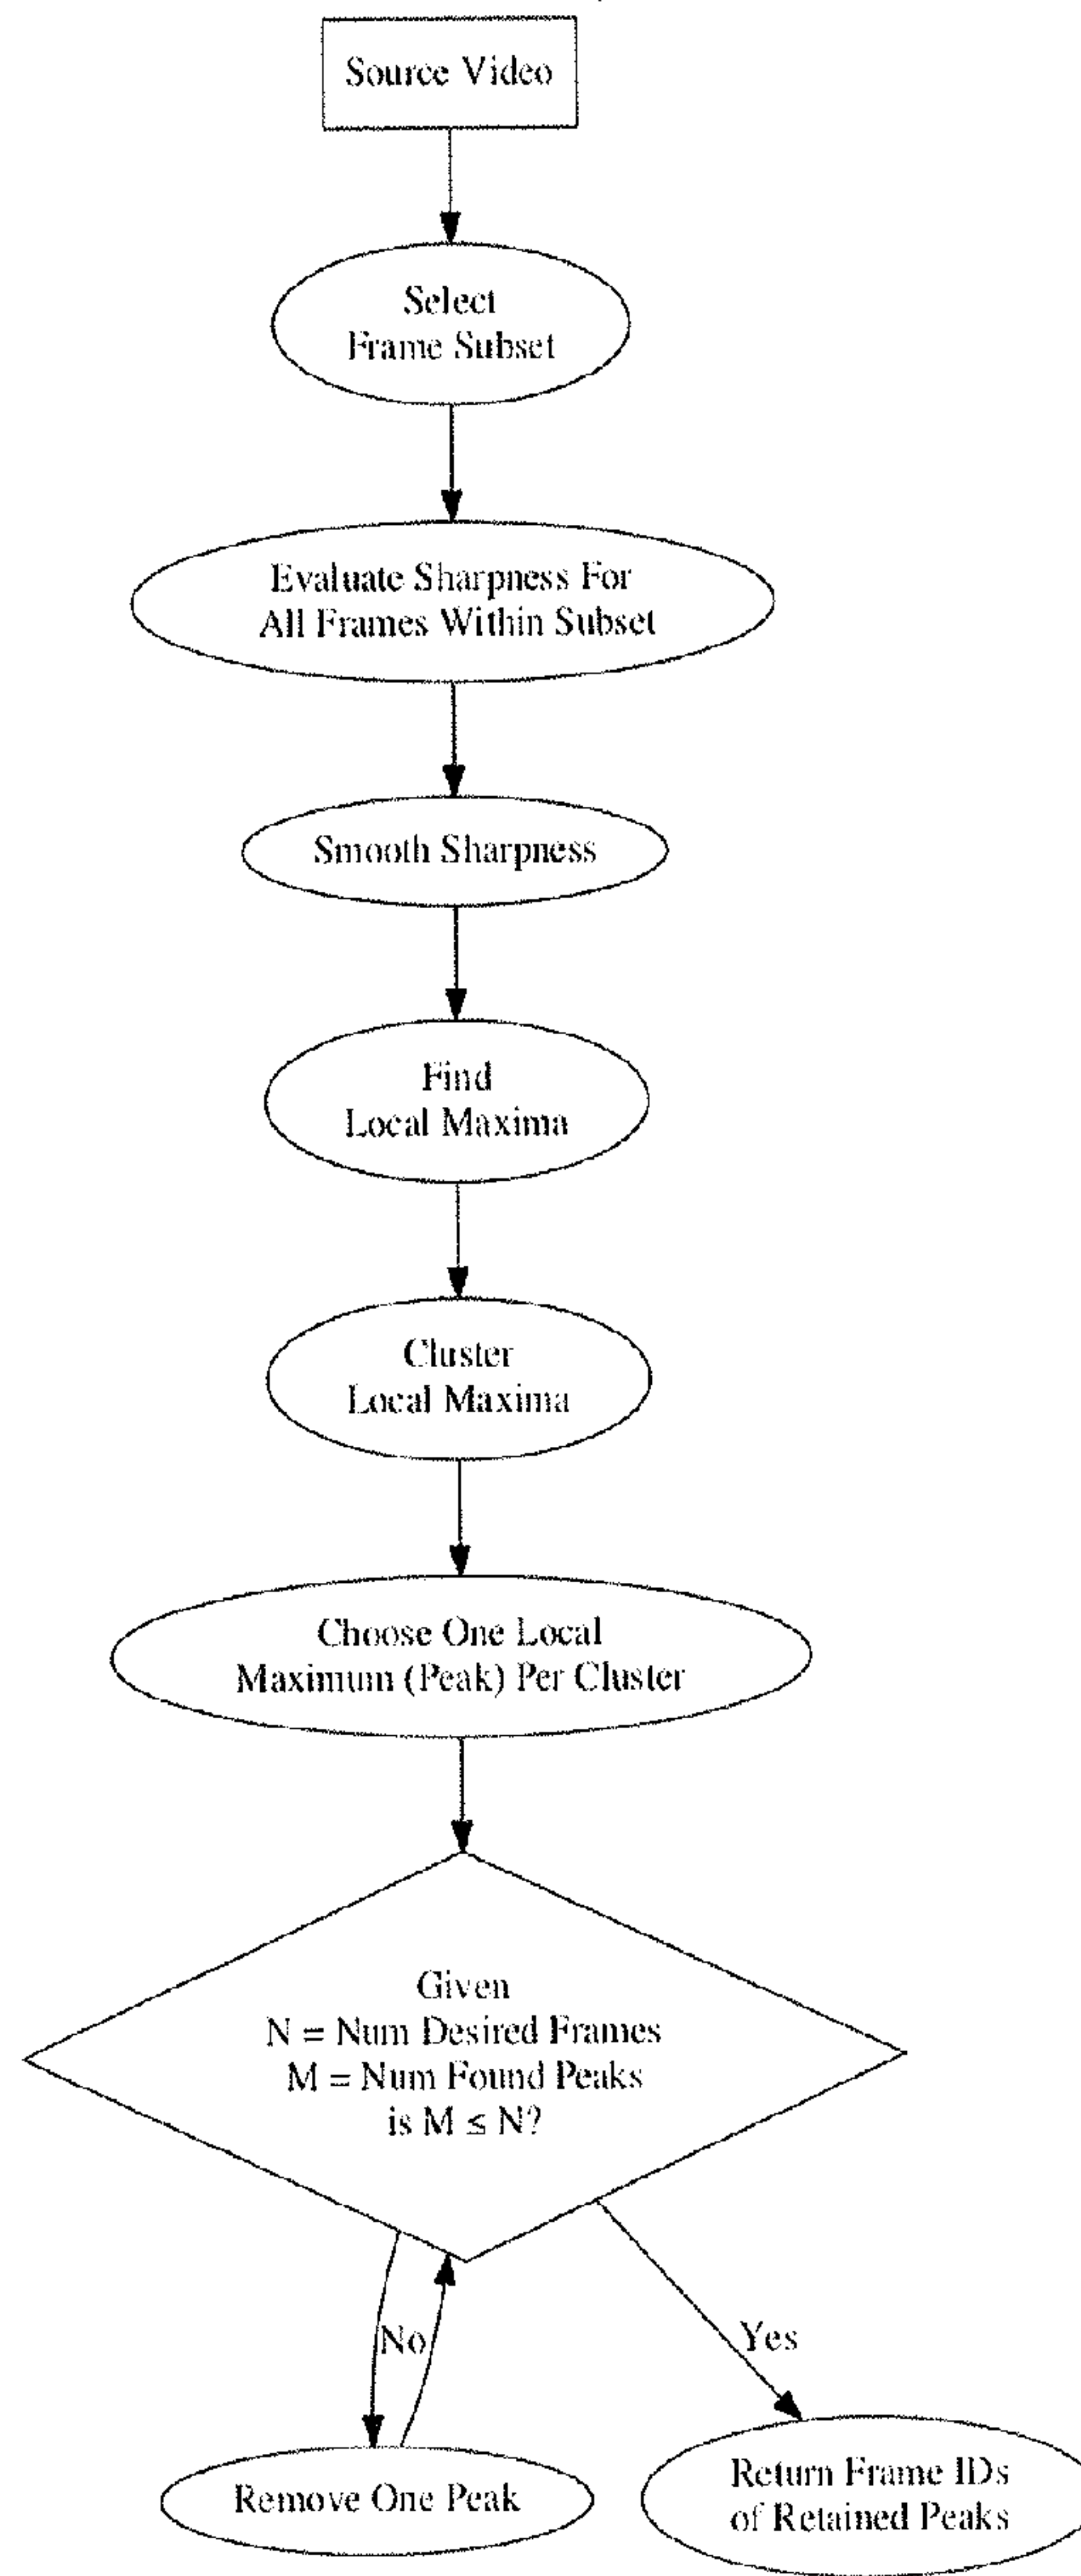 Source Video
Select
Frame Subset
Evaluate Sharpness For
All Frames Within Subset
Smooth Sharpness
Find
Local Maxima
Cluster
Local Maxima
Choose One Local
Maximum (Peak) Per Cluster
Given
N = Num Desired Frames
M = Num Found Peaks
is M ≤ N?
No
Yes
Remove One Peak
Return Frame IDs
of Retained Peaks